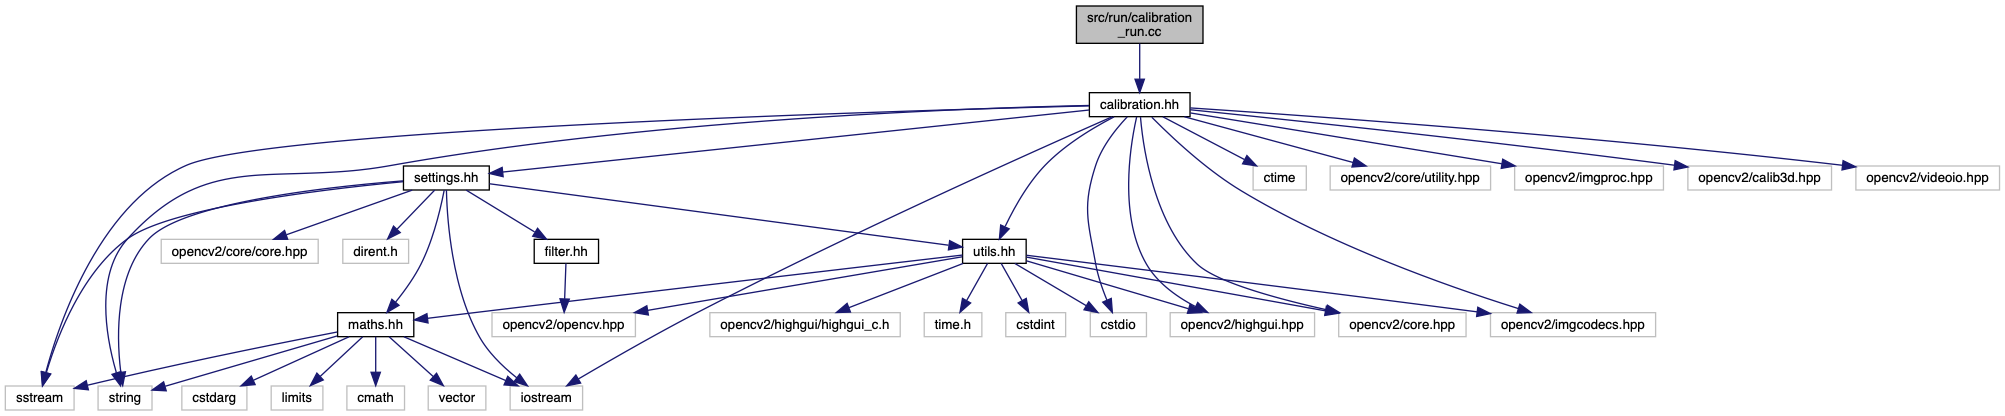 src/run/calibration
_run.cc
calibration.hh
settings.hh
ctime
opencv2/core/utility.hpp
opencv2/imgproc.hpp
opencv2/calib3d.hpp
opencv2/videoio.hpp
opencv2/core/core.hpp
dirent.h
filter.hh
utils.hh
maths.hh
opencv2/opencv.hpp
opencv2/highgui/highgui_c.h
time.h
cstdint
cstdio
opencv2/highgui.hpp
opencv2/core.hpp
opencv2/imgcodecs.hpp
sstream
string
cstdarg
limits
cmath
vector
iostream